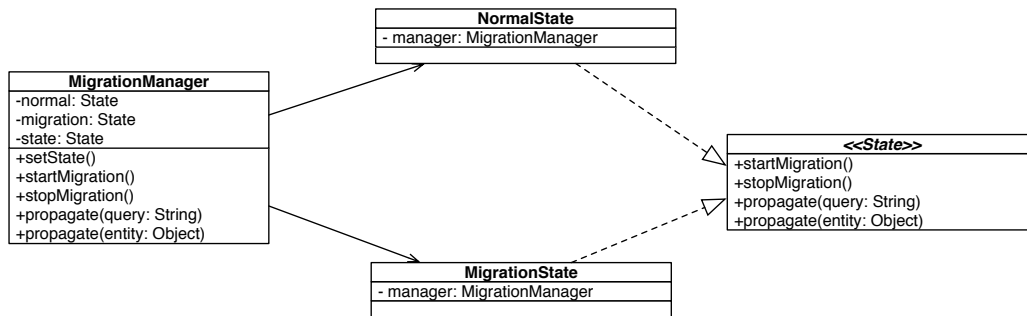 NormalState
- manager: MigrationManager
MigrationManager
-normal: State
-migration: State
-state: State
+setState()
+startMigration()
+stopMigration()
+propagate(query: String)
+propagate(entity: Object)
<<State>>
+startMigration()
+stopMigration()
+propagate(query: String)
+propagate(entity: Object)
MigrationState
- manager: MigrationManager